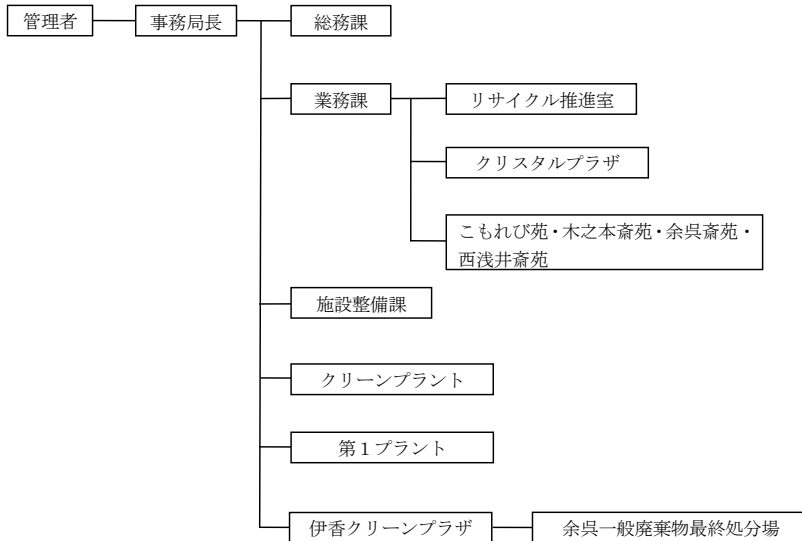 管理者
事務局長
総務課
業務課
リサイクル推進室
クリスタルプラザ
こもれび苑・木之本斎苑・余呉斎苑・
西浅井斎苑
施設整備課
クリーンプラント
第１プラント
伊香クリーンプラザ
余呉一般廃棄物最終処分場